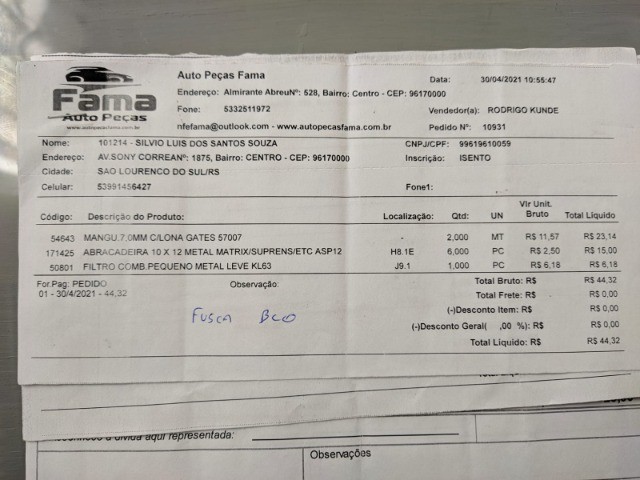 Fama
Auto Peças
www.autopecasfama.com.br
Auto Peças Fama
Data: 30/04/2021 10:55:47
Endereço: Almirante AbreuNº: 528, Bairro: Centro - CEP: 96170000
Fone: 5332511972
Vendedor(a): RODRIGO KUNDE
nfefama@outlook.com - www.autopecasfama.com.br
Pedido Nº 10931
Nome: 101214 - SILVIO LUIS DOS SANTOS SOUZA CNPJ/CPF: 99619610059
Endereço: AV.SONY CORREANº: 1875, Bairro: CENTRO - CEP: 96170000 Inscrição: ISENTO
Cidade: SAO LOURENCO DO SUL/RS
Celular: 53991456427 Fone1:
Código: Descrição do Produto: Localização: Qtd: UN Vlr Unit. Bruto Total Líquido
54643 MANGU.7,0MM C/LONA GATES 57007 - 2,000 MT R$ 11,57 R$ 23,14
171425 ABRACADEIRA 10 X 12 METAL MATRIX/SUPRENS/ETC ASP12 H8.1E 6,000 PC R$ 2,50 R$ 15,00
50801 FILTRO COMB.PEQUENO METAL LEVE KL63 J9.1 1,000 PC R$ 6,18 R$ 6,18
For.Pag: PEDIDO Observação: Total Bruto: R$ R$ 44,32
01 - 30/4/2021 - 44,32
Total Frete: R$ R$ 0,00
(-)Desconto Item: R$ R$ 0,00
(-)Desconto Geral( ,00 %): R$ R$ 0,00
Total Líquido: R$ R$ 44,32
FUSCA BCO
a dívida aqui representada:
Observações